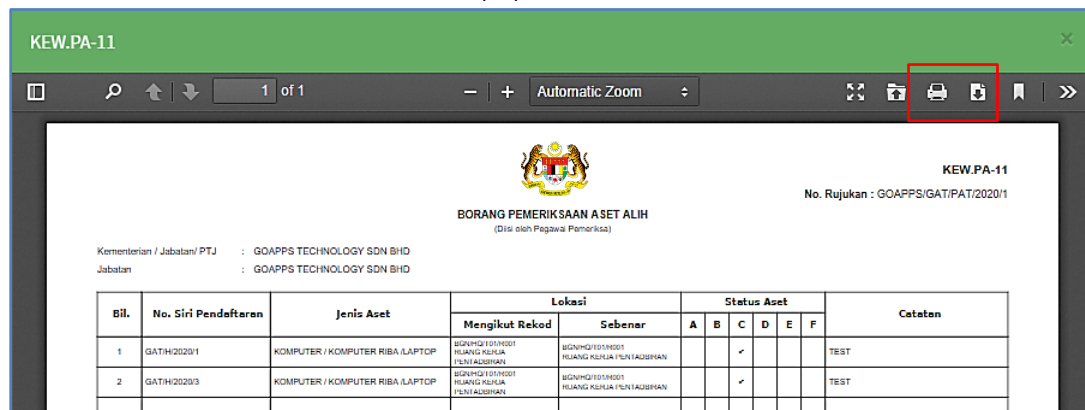 KEW.PA-11 ×
1 of 1 Automatic Zoom
KEW.PA-11
No. Rujukan : GOAPPS/GAT/PAT/2020/1
BORANG PEMERIKSAAN ASET ALIH
(Diisi oleh Pegawai Pemeriksa)
Kementerian / Jabatan/ PTJ : GOAPPS TECHNOLOGY SDN BHD
Jabatan : GOAPPS TECHNOLOGY SDN BHD
Bil. No. Siri Pendaftaran Jenis Aset Lokasi Status Aset Catatan
Mengikut Rekod Sebenar A B C D E F
1 GAT/H/2020/1 KOMPUTER / KOMPUTER RIBA /LAPTOP BGN/HQ/T01/R001 RUANG KERJA PENTADBIRAN BGN/HQ/T01/R001 RUANG KERJA PENTADBIRAN ✔ TEST
2 GAT/H/2020/3 KOMPUTER / KOMPUTER RIBA /LAPTOP BGN/HQ/T01/R001 RUANG KERJA PENTADBIRAN BGN/HQ/T01/R001 RUANG KERJA PENTADBIRAN ✔ TEST